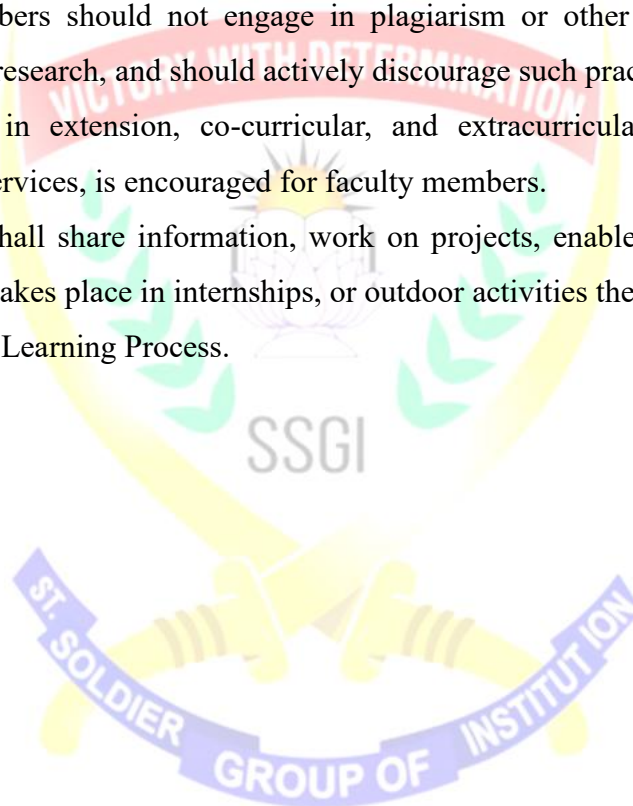 bers should not engage in plagiarism or other
research, and should actively discourage such prac
in extension, co-curricular, and extracurricula
ervices, is encouraged for faculty members.
hall share information, work on projects, enable
akes place in internships, or outdoor activities the
Learning Process.
VICTORY WITH DETERMINATION
SSGI
ST. SOLDIER GROUP OF INSTITUTION